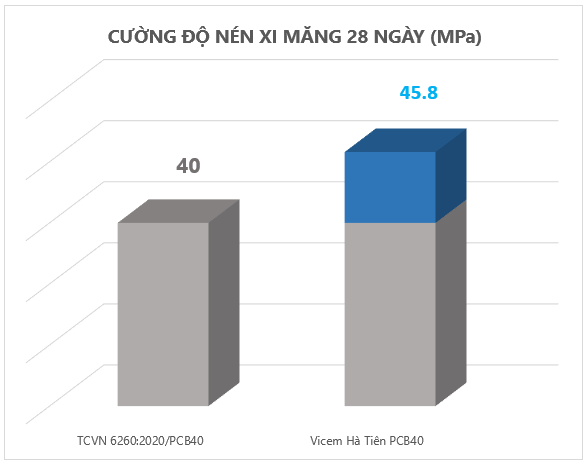 CƯỜNG ĐỘ NÉN XI MĂNG 28 NGÀY (MPa)
45.8
40
TCVN 6260:2020/PCB40
Vicem Hà Tiên PCB40